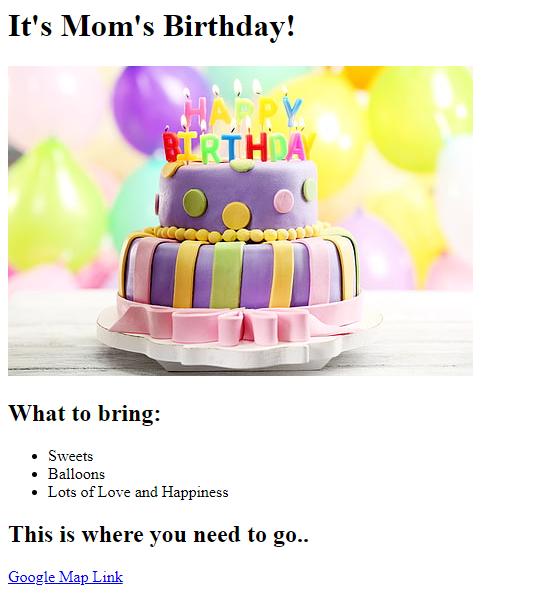 It's Mom's Birthday!
HAPPY
BIRTHDAY
What to bring:
Sweets
Balloons
Lots of Love and Happiness
This is where you need to go..
Google Map Link